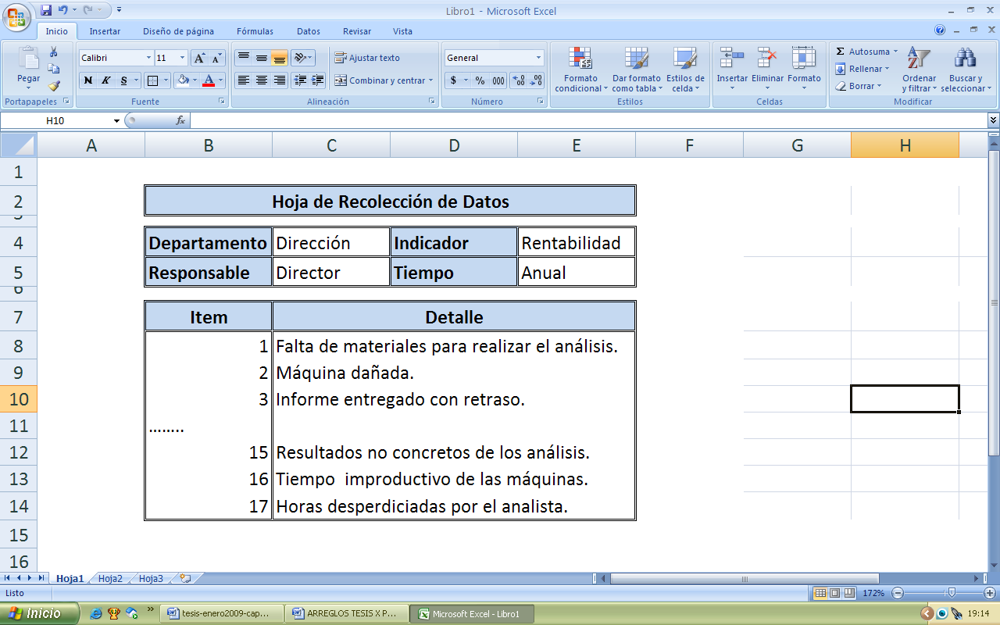 Libro1 - Microsoft Excel
Inicio Insertar Diseño de página Fórmulas Datos Revisar Vista
Pegar
Portapapeles
Calibri 11
N K S
Fuente
Ajustar texto
Combinar y centrar
Alineación
General
$ % 000
Número
Formato condicional
Dar formato como tabla
Estilos de celda
Estilos
Insertar Eliminar Formato
Celdas
Σ Autosuma
Rellenar
Borrar
Ordenar y filtrar
Buscar y seleccionar
Modificar
H10 fx
A B C D E F G H
1
2 Hoja de Recolección de Datos
3
4 Departamento Dirección Indicador Rentabilidad
5 Responsable Director Tiempo Anual
6
7 Item Detalle
8 1 Falta de materiales para realizar el análisis.
9 2 Máquina dañada.
10 3 Informe entregado con retraso.
11 ........
12 15 Resultados no concretos de los análisis.
13 16 Tiempo  improductivo de las máquinas.
14 17 Horas desperdiciadas por el analista.
15
16
Hoja1 Hoja2 Hoja3
Listo 172%
Inicio » tesis-enero2009-cap... ARREGLOS TESIS X P... Microsoft Excel - Libro1 19:14